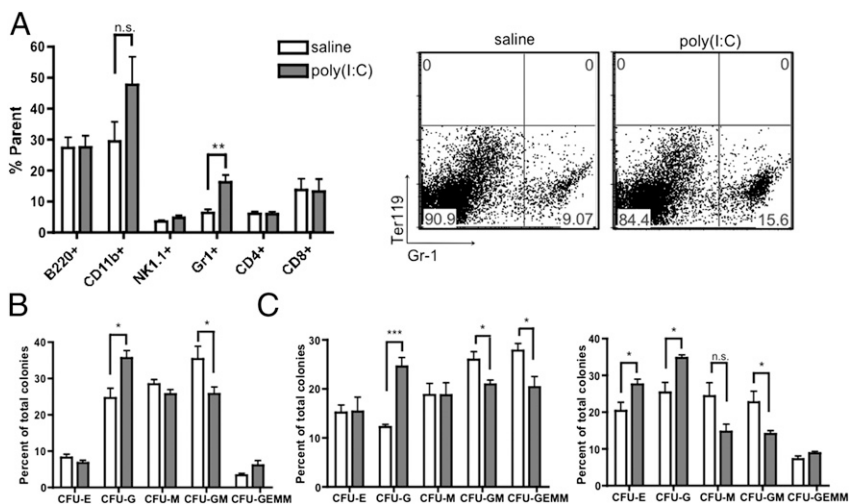 A
n.s.
60
50
40
30
20
10
0
% Parent
**
saline
poly(I:C)
B220+
CD11b+
NK1.1+
Gr1+
CD4+
CD8+
saline
0
0
90.9
9.07
poly(I:C)
0
0
84.4
15.6
Ter119
Gr-1
B
Percent of total colonies
40
30
20
10
0
*
*
CFU-E
CFU-G
CFU-M
CFU-GM
CFU-GEMM
C
Percent of total colonies
30
20
10
0
***
*
*
CFU-E
CFU-G
CFU-M
CFU-GM
CFU-GEMM
Percent of total colonies
40
30
20
10
0
*
*
n.s.
*
CFU-E
CFU-G
CFU-M
CFU-GM
CFU-GEMM